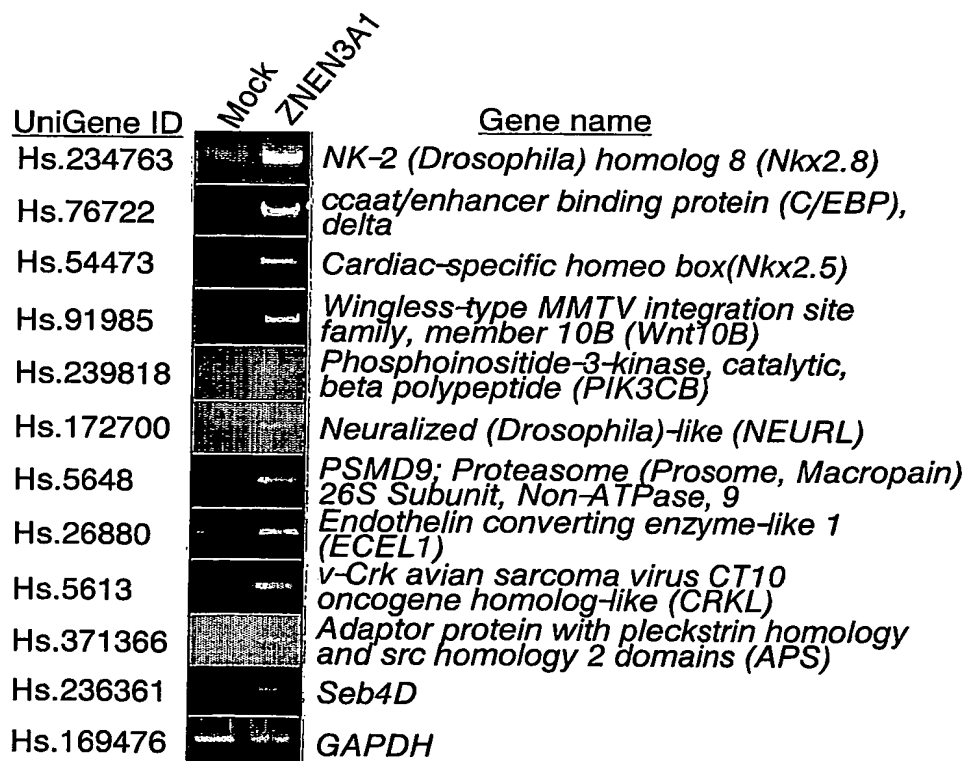 Mock
ZNEN3A1
UniGene ID
Gene name
Hs.234763
NK-2 (Drosophila) homolog 8 (Nkx2.8)
Hs.76722
ccaat/enhancer binding protein (C/EBP),
delta
Hs.54473
Cardiac-specific homeo box(Nkx2.5)
Hs.91985
Wingless-type MMTV integration site
family, member 10B (Wnt10B)
Hs.239818
Phosphoinositide-3-kinase, catalytic,
beta polypeptide (PIK3CB)
Hs.172700
Neuralized (Drosophila)-like (NEURL)
Hs.5648
PSMD9; Proteasome (Prosome, Macropain)
26S Subunit, Non-ATPase, 9
Hs.26880
Endothelin converting enzyme-like 1
(ECEL1)
Hs.5613
v-Crk avian sarcoma virus CT10
oncogene homolog-like (CRKL)
Hs.371366
Adaptor protein with pleckstrin homology
and src homology 2 domains (APS)
Hs.236361
Seb4D
Hs.169476
GAPDH